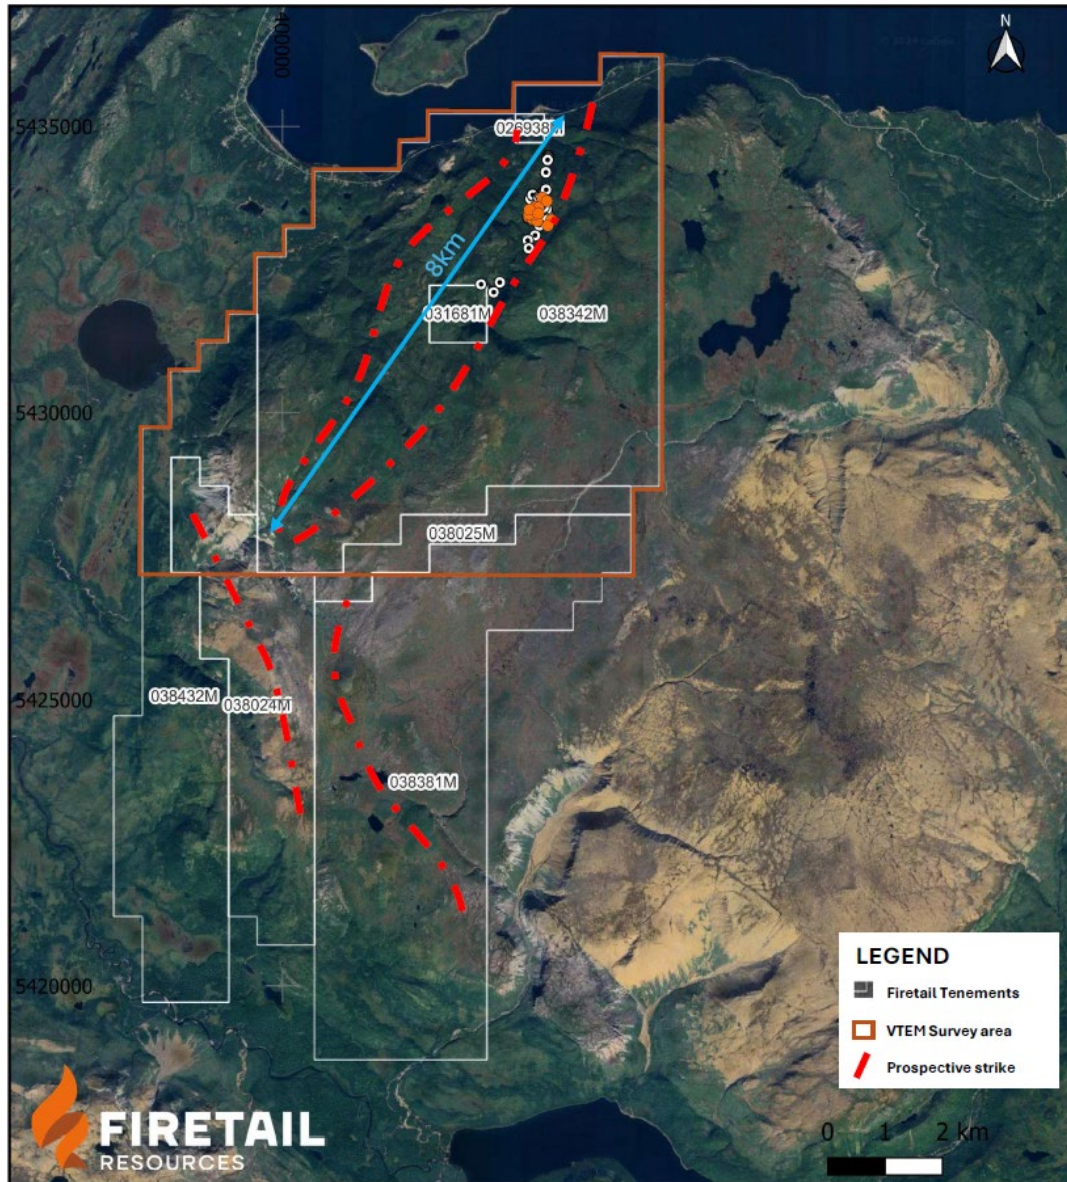 400000
N
5435000
026938M
8km
031681M
038342M
5430000
038025M
5425000
038432M
038024M
038381M
5420000
LEGEND
Firetail Tenements
VTEM Survey area
Prospective strike
FIRETAIL
RESOURCES
0 1 2 km